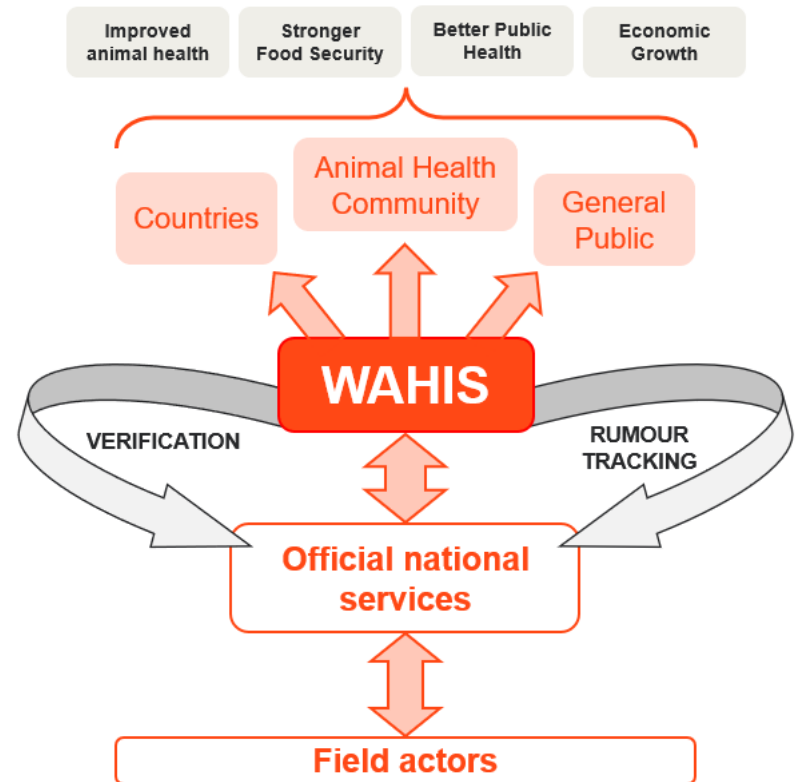 Improved
animal health
Stronger
Food Security
Better Public
Health
Economic
Growth
Countries
Animal Health
Community
General
Public
WAHIS
VERIFICATION
RUMOUR
TRACKING
Official national
services
Field actors